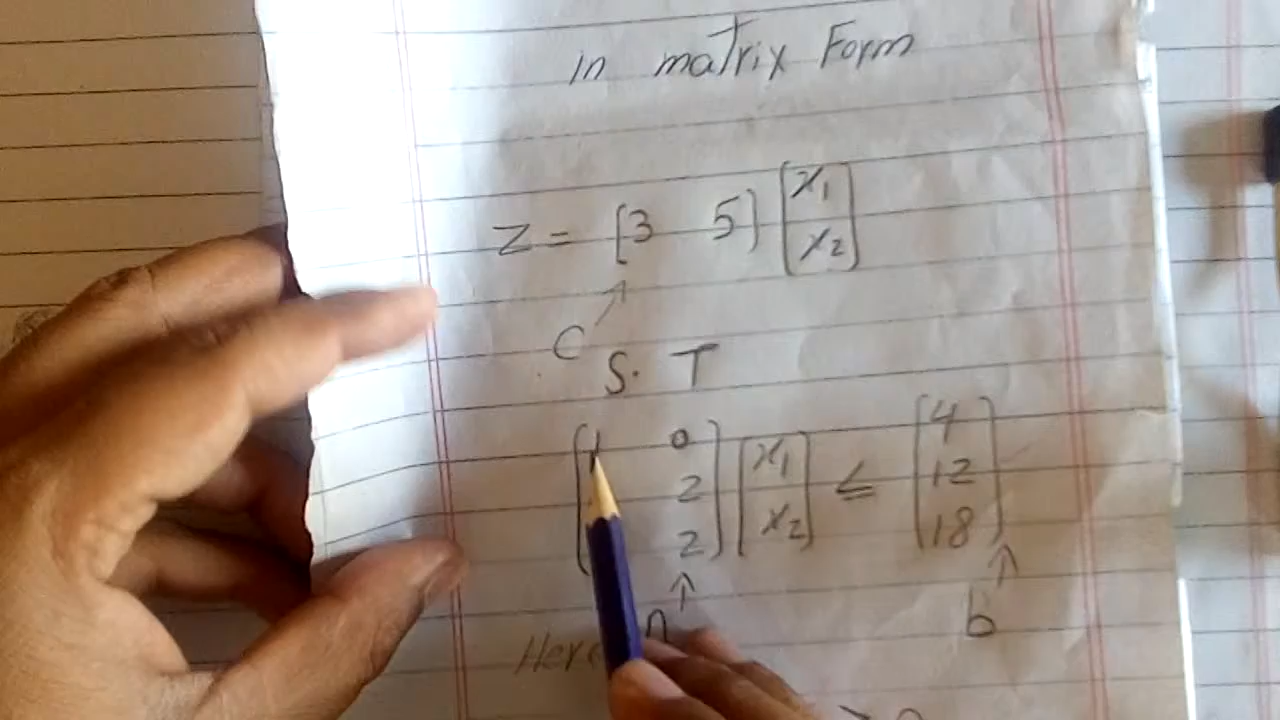 in matrix Form
Z = [3 5] [x1
x2]
C
S. T
[1 0
2
2] [x1
x2] ≤ [4
12
18]
b
Here